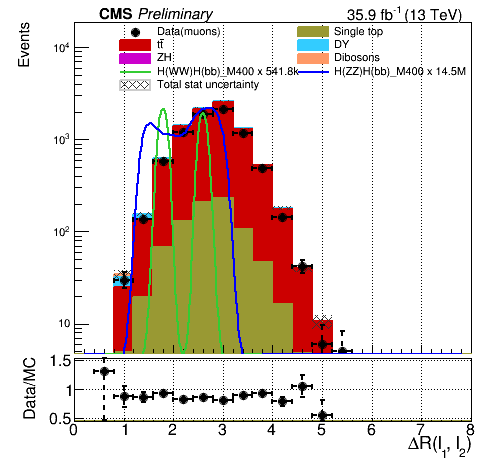 CMS Preliminary 35.9 fb⁻¹ (13 TeV)
Events
Data(muons) Single top
tt̄ DY
ZH Dibosons
H(WW)H(bb)_M400 x 541.8k H(ZZ)H(bb)_M400 x 14.5M
Total stat uncertainty
10⁴
10³
10²
10
Data/MC
1.5
1
0.5
0 1 2 3 4 5 6 7 8
ΔR(l₁, l₂)